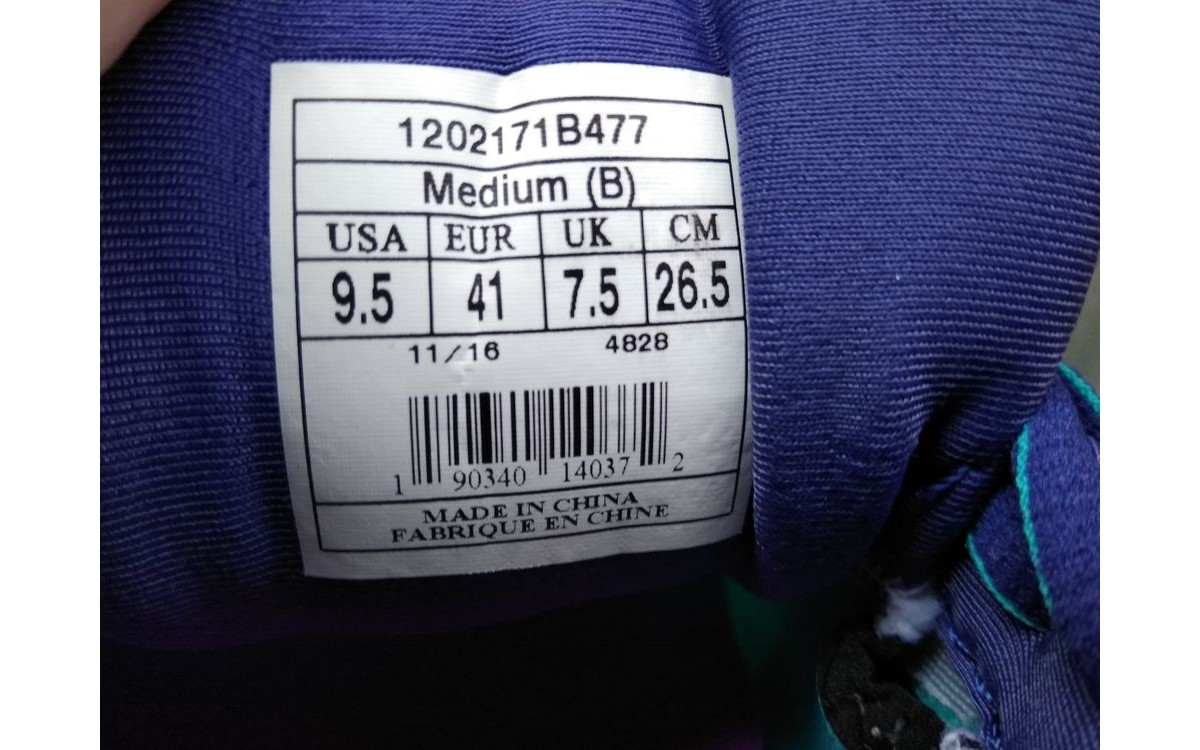 1202171B477
Medium (B)
USA EUR UK CM
9.5 41 7.5 26.5
11/16 4828
1 90340 14037 2
MADE IN CHINA
FABRIQUE EN CHINE